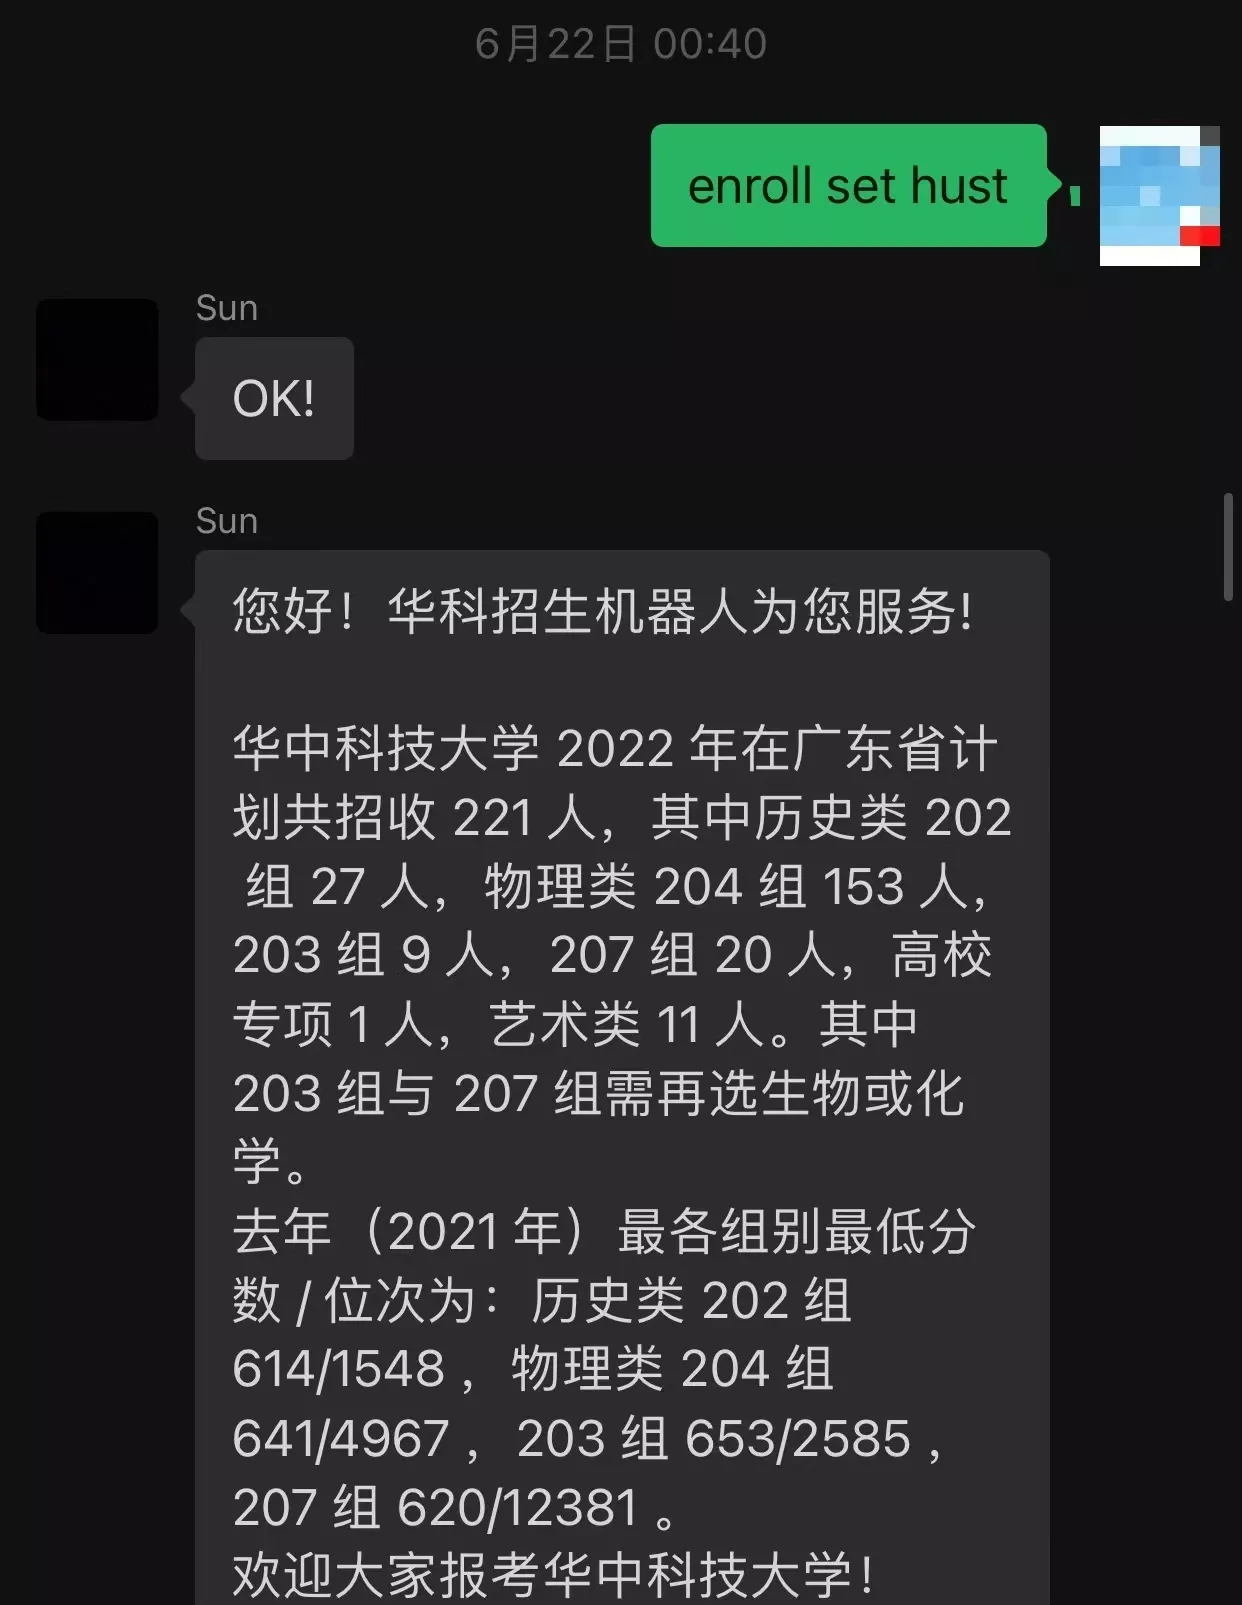 6月22日 00:40
enroll set hust
Sun
OK!
Sun
您好！华科招生机器人为您服务!
华中科技大学 2022 年在广东省计
划共招收 221 人，其中历史类 202
组 27 人，物理类 204 组 153 人，
203 组 9 人，207 组 20 人，高校
专项 1 人，艺术类 11 人。其中
203 组与 207 组需再选生物或化
学。
去年（2021 年）最各组别最低分
数 / 位次为：历史类 202 组
614/1548 ，物理类 204 组
641/4967 ，203 组 653/2585 ，
207 组 620/12381 。
欢迎大家报考华中科技大学！